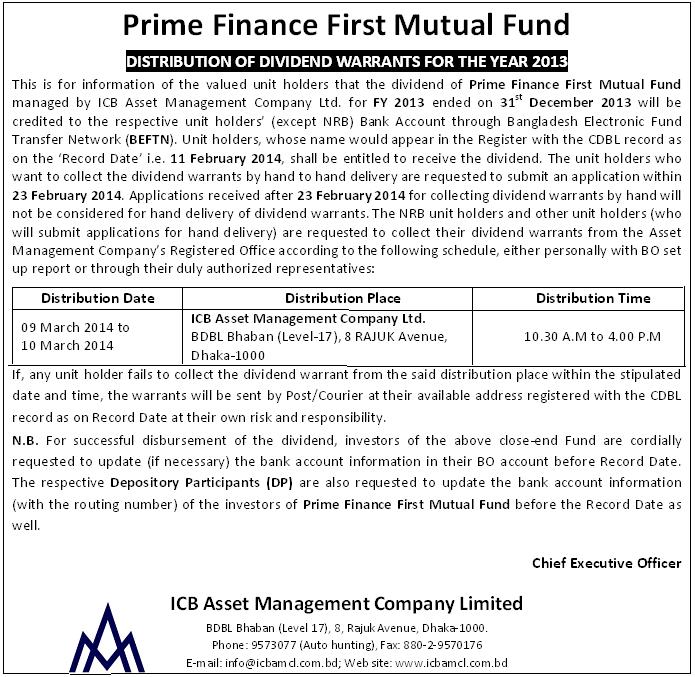 Prime Finance First Mutual Fund
DISTRIBUTION OF DIVIDEND WARRANTS FOR THE YEAR 2013
This is for information of the valued unit holders that the dividend of Prime Finance First Mutual Fund
managed by ICB Asset Management Company Ltd. for FY 2013 ended on 31st December 2013 will be
credited to the respective unit holders' (except NRB) Bank Account through Bangladesh Electronic Fund
Transfer Network (BEFTN). Unit holders, whose name would appear in the Register with the CDBL record as
on the 'Record Date' i.e. 11 February 2014, shall be entitled to receive the dividend. The unit holders who
want to collect the dividend warrants by hand to hand delivery are requested to submit an application within
23 February 2014. Applications received after 23 February 2014 for collecting dividend warrants by hand will
not be considered for hand delivery of dividend warrants. The NRB unit holders and other unit holders (who
will submit applications for hand delivery) are requested to collect their dividend warrants from the Asset
Management Company's Registered Office according to the following schedule, either personally with BO set
up report or through their duly authorized representatives:
Distribution Date Distribution Place Distribution Time
09 March 2014 to
10 March 2014
ICB Asset Management Company Ltd.
BDBL Bhaban (Level-17), 8 RAJUK Avenue,
Dhaka-1000
10.30 A.M to 4.00 P.M
If, any unit holder fails to collect the dividend warrant from the said distribution place within the stipulated
date and time, the warrants will be sent by Post/Courier at their available address registered with the CDBL
record as on Record Date at their own risk and responsibility.
N.B. For successful disbursement of the dividend, investors of the above close-end Fund are cordially
requested to update (if necessary) the bank account information in their BO account before Record Date.
The respective Depository Participants (DP) are also requested to update the bank account information
(with the routing number) of the investors of Prime Finance First Mutual Fund before the Record Date as
well.
Chief Executive Officer
ICB Asset Management Company Limited
BDBL Bhaban (Level 17), 8, Rajuk Avenue, Dhaka-1000.
Phone: 9573077 (Auto hunting), Fax: 880-2-9570176
E-mail: info@icbamcl.com.bd; Web site: www.icbamcl.com.bd